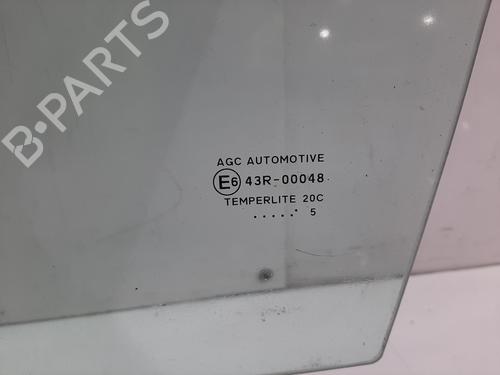 B-PARTS
AGC AUTOMOTIVE
E6 43R-00048
TEMPERLITE 20C
..... 5